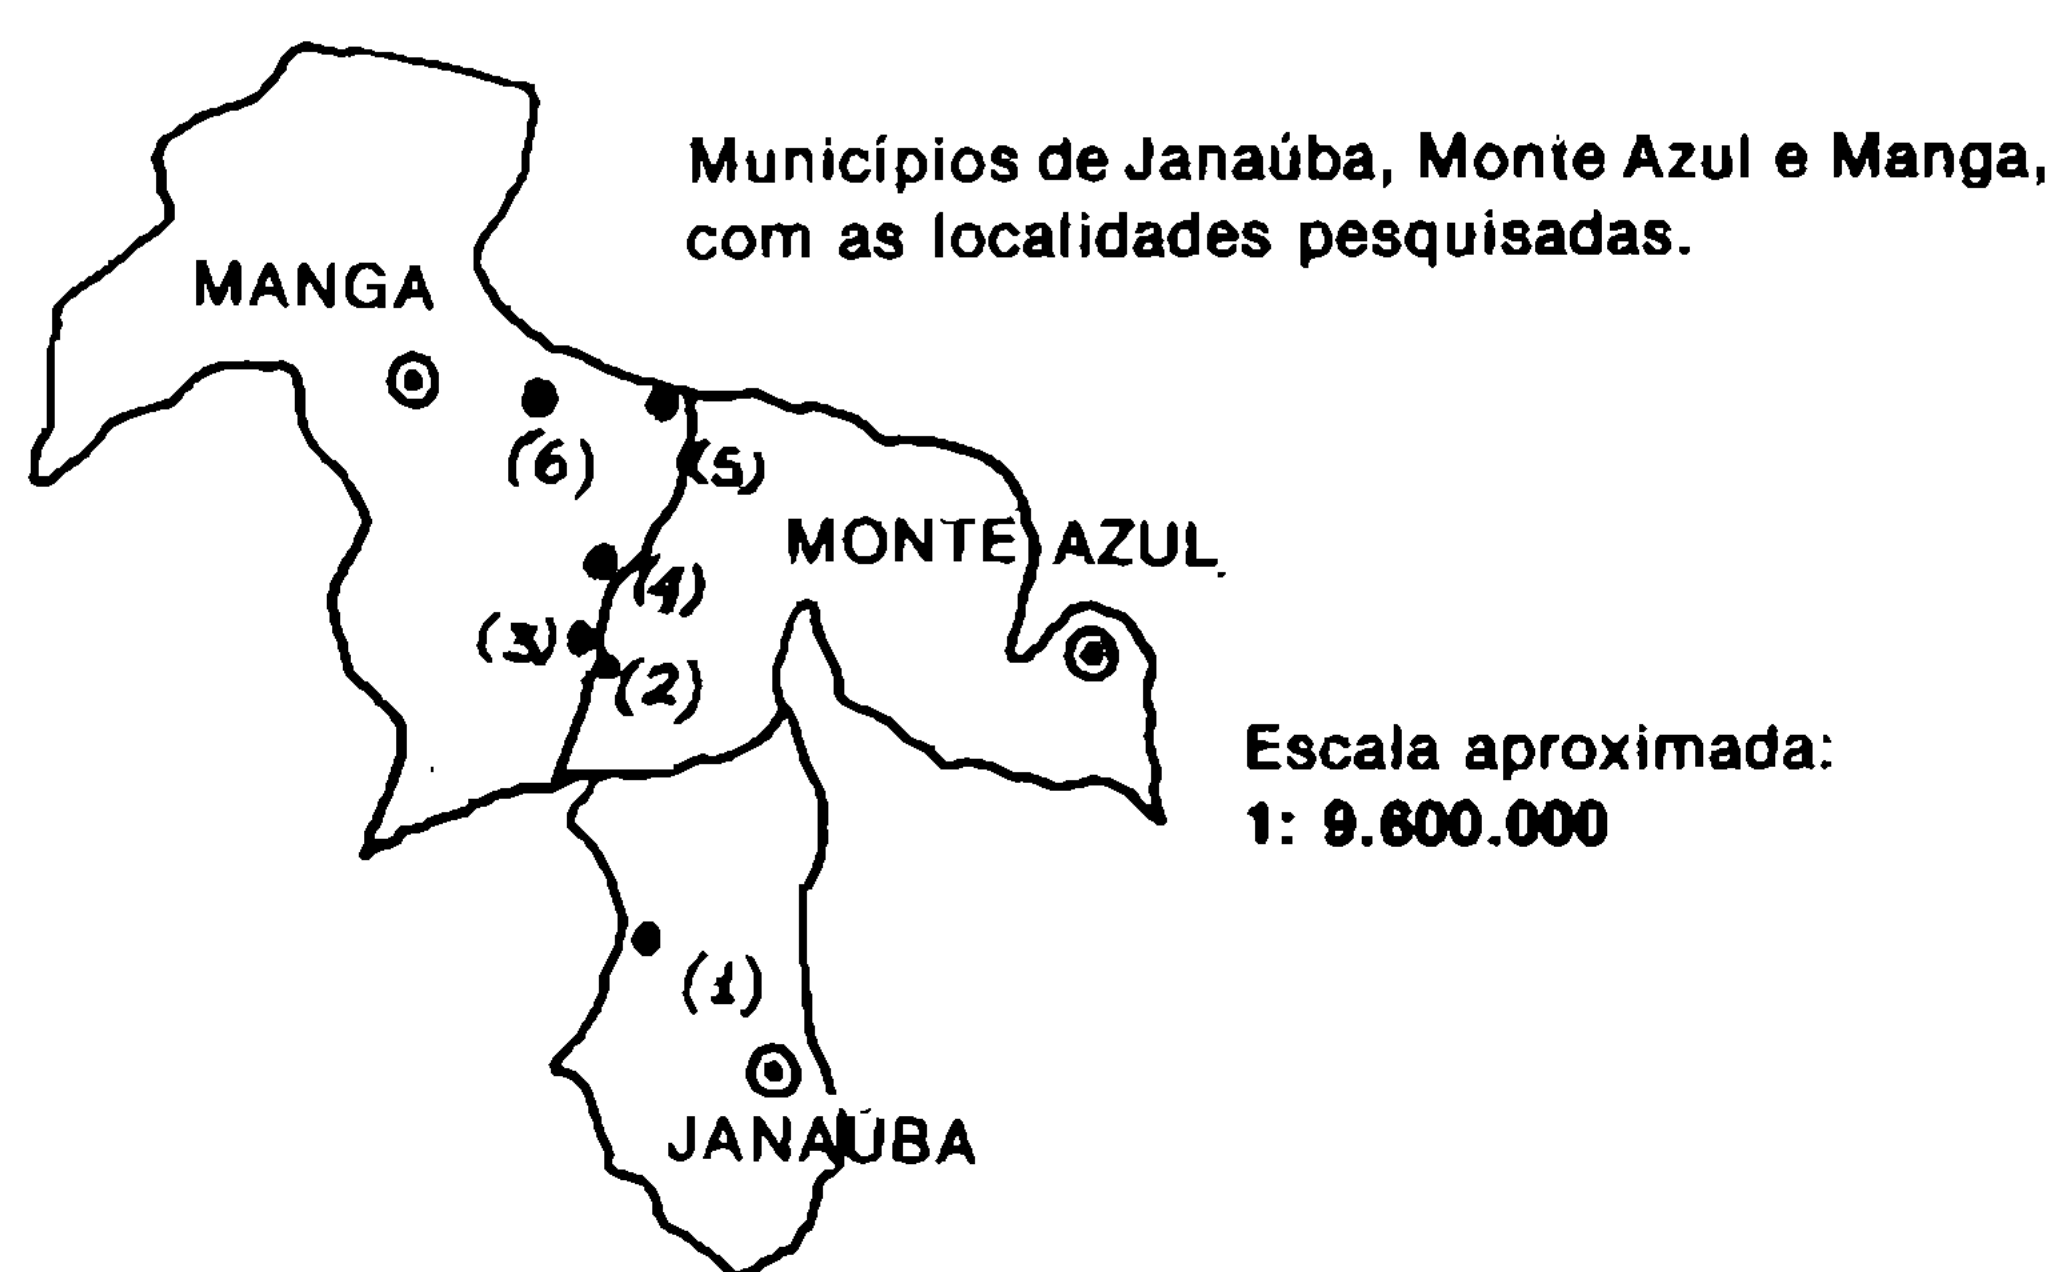 Municípios de Janaúba, Monte Azul e Manga,
com as localidades pesquisadas.
MANGA
(6)
(5)
MONTE AZUL
(4)
(3)
(2)
Escala aproximada:
1: 9.600.000
(1)
JANAÚBA